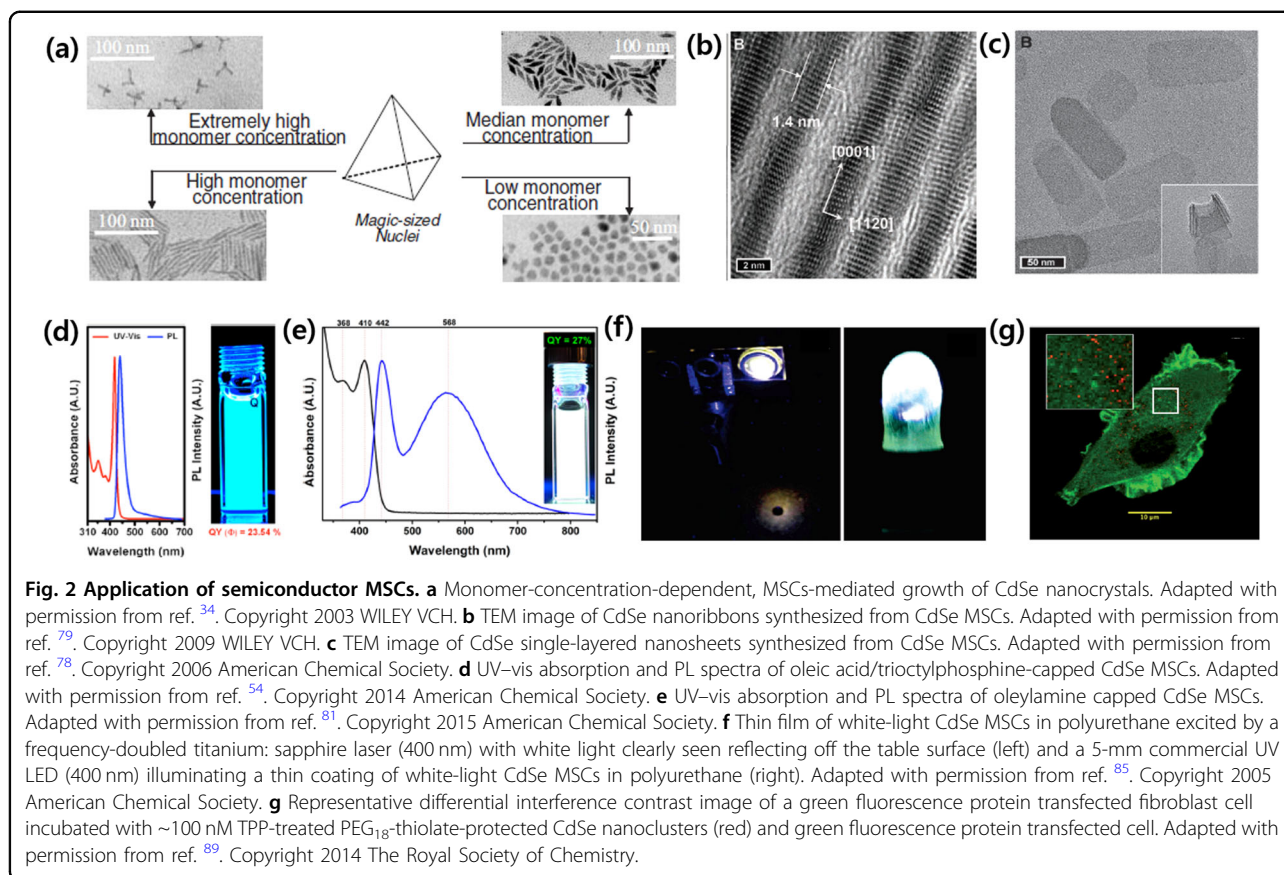 (a)
100 nm
Extremely high
monomer concentration
High monomer
concentration
100 nm
Magic-sized
Nuclei
100 nm
Median monomer
concentration
Low monomer
concentration
50 nm
(b)
B
1.4 nm
[0001]
[1120]
2 nm
(c)
B
50 nm
(d)
UV-Vis
PL
Absorbance (A.U.)
PL Intensity (A.U.)
310 400 500 600 700
Wavelength (nm)
Q
QY (Φ) = 23.54 %
(e)
368 410 442 568
QY = 27%
Absorbance (A.U.)
PL Intensity (A.U.)
400 500 600 700 800
Wavelength (nm)
(f)
(g)
10 µm
Fig. 2 Application of semiconductor MSCs. a Monomer-concentration-dependent, MSCs-mediated growth of CdSe nanocrystals. Adapted with
permission from ref. 34. Copyright 2003 WILEY VCH. b TEM image of CdSe nanoribbons synthesized from CdSe MSCs. Adapted with permission from
ref. 79. Copyright 2009 WILEY VCH. c TEM image of CdSe single-layered nanosheets synthesized from CdSe MSCs. Adapted with permission from
ref. 78. Copyright 2006 American Chemical Society. d UV–vis absorption and PL spectra of oleic acid/trioctylphosphine-capped CdSe MSCs. Adapted
with permission from ref. 54. Copyright 2014 American Chemical Society. e UV–vis absorption and PL spectra of oleylamine capped CdSe MSCs.
Adapted with permission from ref. 81. Copyright 2015 American Chemical Society. f Thin film of white-light CdSe MSCs in polyurethane excited by a
frequency-doubled titanium: sapphire laser (400 nm) with white light clearly seen reflecting off the table surface (left) and a 5-mm commercial UV
LED (400 nm) illuminating a thin coating of white-light CdSe MSCs in polyurethane (right). Adapted with permission from ref. 85. Copyright 2005
American Chemical Society. g Representative differential interference contrast image of a green fluorescence protein transfected fibroblast cell
incubated with ~100 nM TPP-treated PEG18-thiolate-protected CdSe nanoclusters (red) and green fluorescence protein transfected cell. Adapted with
permission from ref. 89. Copyright 2014 The Royal Society of Chemistry.